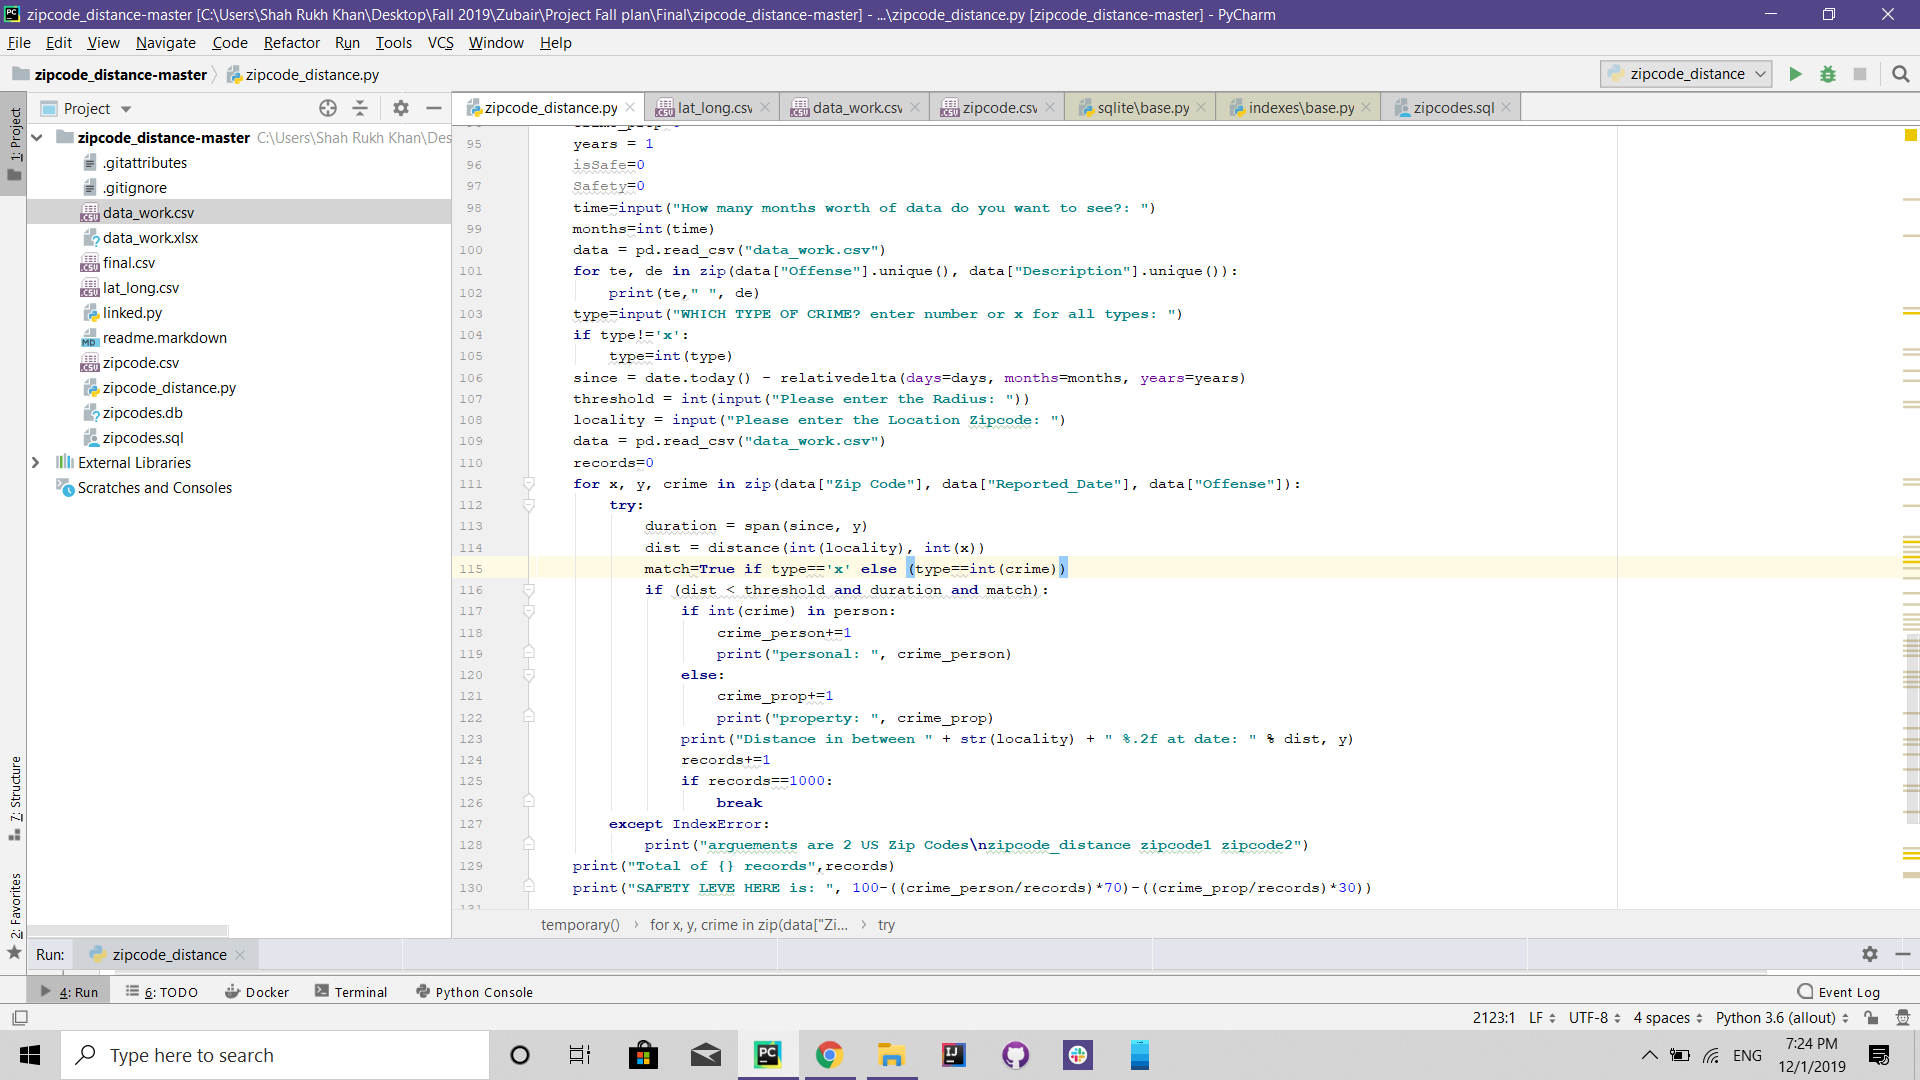 zipcode_distance-master [C:\Users\Shah Rukh Khan\Desktop\Fall 2019\Zubair\Project Fall plan\Final\zipcode_distance-master] - ...\zipcode_distance.py [zipcode_distance-master] - PyCharm
File Edit View Navigate Code Refactor Run Tools VCS Window Help
zipcode_distance-master zipcode_distance.py zipcode_distance
Project zipcode_distance.py lat_long.csv data_work.csv zipcode.csv sqlite\base.py indexes\base.py zipcodes.sql
1: Project
zipcode_distance-master C:\Users\Shah Rukh Khan\Des
.gitattributes
.gitignore
data_work.csv
data_work.xlsx
final.csv
lat_long.csv
linked.py
readme.markdown
zipcode.csv
zipcode_distance.py
zipcodes.db
zipcodes.sql
External Libraries
Scratches and Consoles
7: Structure
2: Favorites
95 years = 1
96 isSafe=0
97 Safety=0
98 time=input("How many months worth of data do you want to see?: ")
99 months=int(time)
100 data = pd.read_csv("data_work.csv")
101 for te, de in zip(data["Offense"].unique(), data["Description"].unique()):
102 print(te," ", de)
103 type=input("WHICH TYPE OF CRIME? enter number or x for all types: ")
104 if type!='x':
105 type=int(type)
106 since = date.today() - relativedelta(days=days, months=months, years=years)
107 threshold = int(input("Please enter the Radius: "))
108 locality = input("Please enter the Location Zipcode: ")
109 data = pd.read_csv("data_work.csv")
110 records=0
111 for x, y, crime in zip(data["Zip Code"], data["Reported_Date"], data["Offense"]):
112 try:
113 duration = span(since, y)
114 dist = distance(int(locality), int(x))
115 match=True if type=='x' else (type==int(crime))
116 if (dist < threshold and duration and match):
117 if int(crime) in person:
118 crime_person+=1
119 print("personal: ", crime_person)
120 else:
121 crime_prop+=1
122 print("property: ", crime_prop)
123 print("Distance in between " + str(locality) + " %.2f at date: " % dist, y)
124 records+=1
125 if records==1000:
126 break
127 except IndexError:
128 print("arguements are 2 US Zip Codes\nzipcode_distance zipcode1 zipcode2")
129 print("Total of {} records",records)
130 print("SAFETY LEVE HERE is: ", 100-((crime_person/records)*70)-((crime_prop/records)*30))
temporary() for x, y, crime in zip(data["Zi... try
Run: zipcode_distance
4: Run 6: TODO Docker Terminal Python Console Event Log
2123:1 LF UTF-8 4 spaces Python 3.6 (allout)
Type here to search
ENG
7:24 PM
12/1/2019